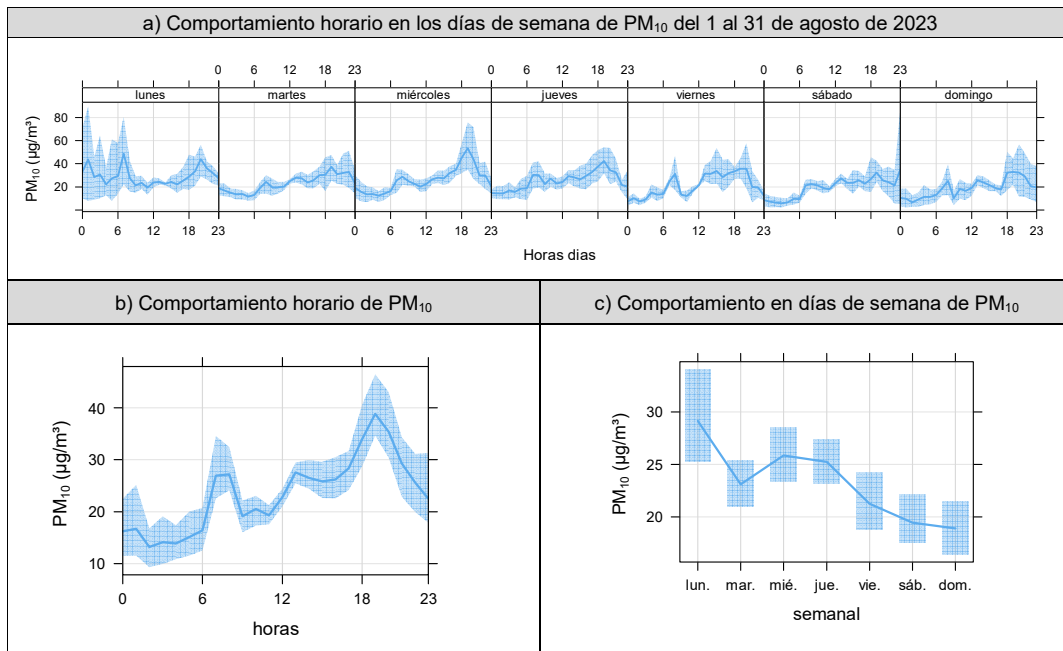 a) Comportamiento horario en los días de semana de PM₁₀ del 1 al 31 de agosto de 2023
0 6 12 18 23 0 6 12 18 23 0 6 12 18 23
lunes martes miércoles jueves viernes sábado domingo
80
60
40
20
PM₁₀ (µg/m³)
0 6 12 18 23 0 6 12 18 23 0 6 12 18 23 0 6 12 18 23
Horas dias
b) Comportamiento horario de PM₁₀
c) Comportamiento en días de semana de PM₁₀
40
30
20
10
PM₁₀ (µg/m³)
0 6 12 18 23
horas
30
25
20
PM₁₀ (µg/m³)
lun. mar. mié. jue. vie. sáb. dom.
semanal